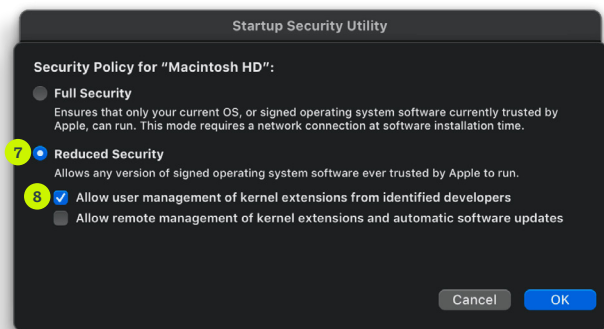 Startup Security Utility
Security Policy for “Macintosh HD”:
Full Security
Ensures that only your current OS, or signed operating system software currently trusted by
Apple, can run. This mode requires a network connection at software installation time.
7 Reduced Security
Allows any version of signed operating system software ever trusted by Apple to run.
8 Allow user management of kernel extensions from identified developers
Allow remote management of kernel extensions and automatic software updates
Cancel OK